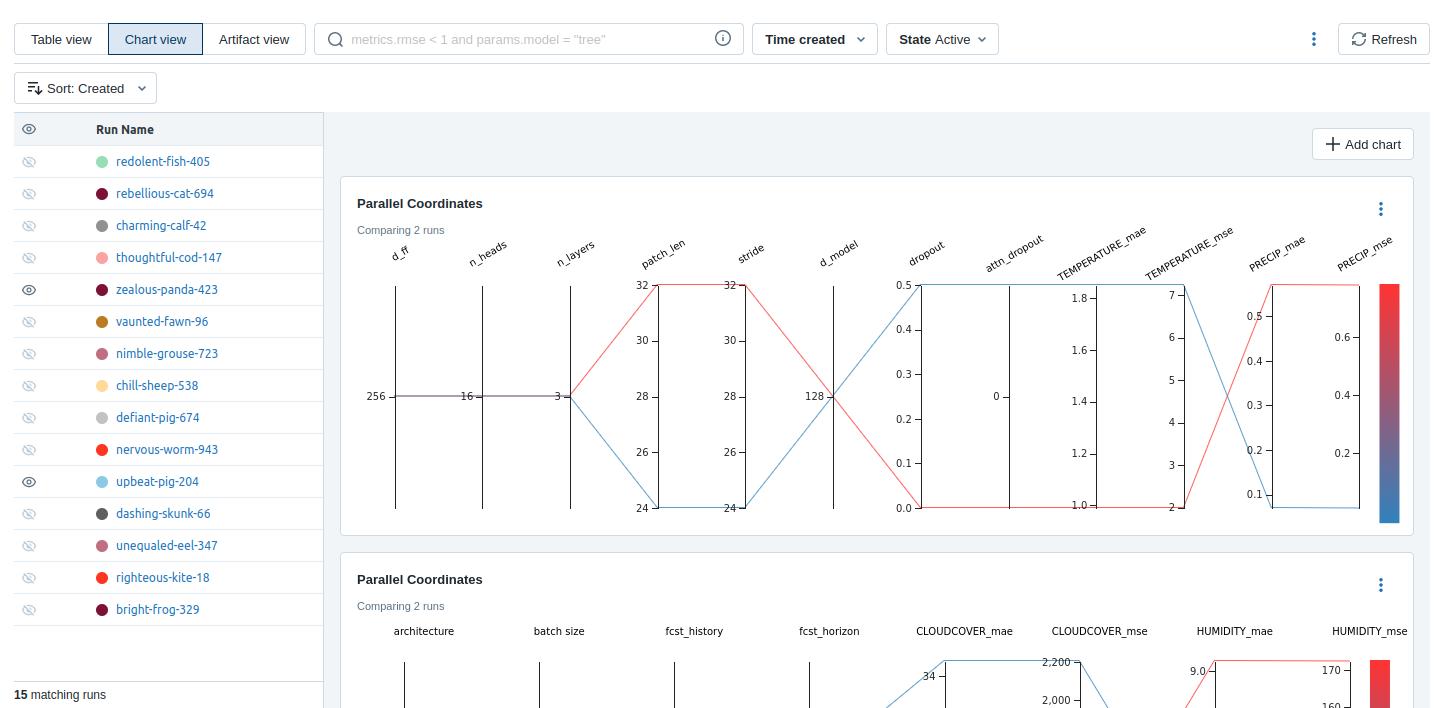 Table view Chart view Artifact view metrics.rmse < 1 and params.model = "tree" Time created State Active Refresh
Sort: Created
Run Name
redolent-fish-405
rebellious-cat-694
charming-calf-42
thoughtful-cod-147
zealous-panda-423
vaunted-fawn-96
nimble-grouse-723
chill-sheep-538
defiant-pig-674
nervous-worm-943
upbeat-pig-204
dashing-skunk-66
unequaled-eel-347
righteous-kite-18
bright-frog-329
15 matching runs
Add chart
Parallel Coordinates
Comparing 2 runs
d_ff n_heads n_layers patch_len stride d_model dropout attn_dropout TEMPERATURE_mae TEMPERATURE_mse PRECIP_mae PRECIP_mse
256
16
3
32
30
28
26
24
32
30
28
26
24
128
0.5
0.4
0.3
0.2
0.1
0.0
0
1.8
1.6
1.4
1.2
1.0
7
6
5
4
3
2
0.5
0.4
0.3
0.2
0.1
0.6
0.4
0.2
Parallel Coordinates
Comparing 2 runs
architecture batch size fcst_history fcst_horizon CLOUDCOVER_mae CLOUDCOVER_mse HUMIDITY_mae HUMIDITY_mse
34
2,200
2,000
9.0
170
160